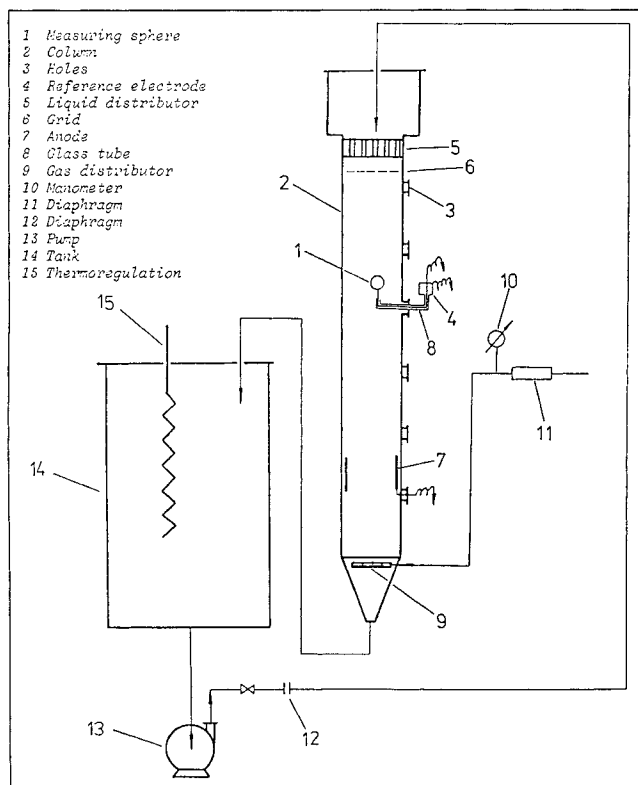 1 Measuring sphere
2 Column
3 Holes
4 Reference electrode
5 Liquid distributor
6 Grid
7 Anode
8 Glass tube
9 Gas distributor
10 Manometer
11 Diaphragm
12 Diaphragm
13 Pump
14 Tank
15 Thermoregulation
5
6
2
3
1
10
15
4
8
11
7
14
9
13
12